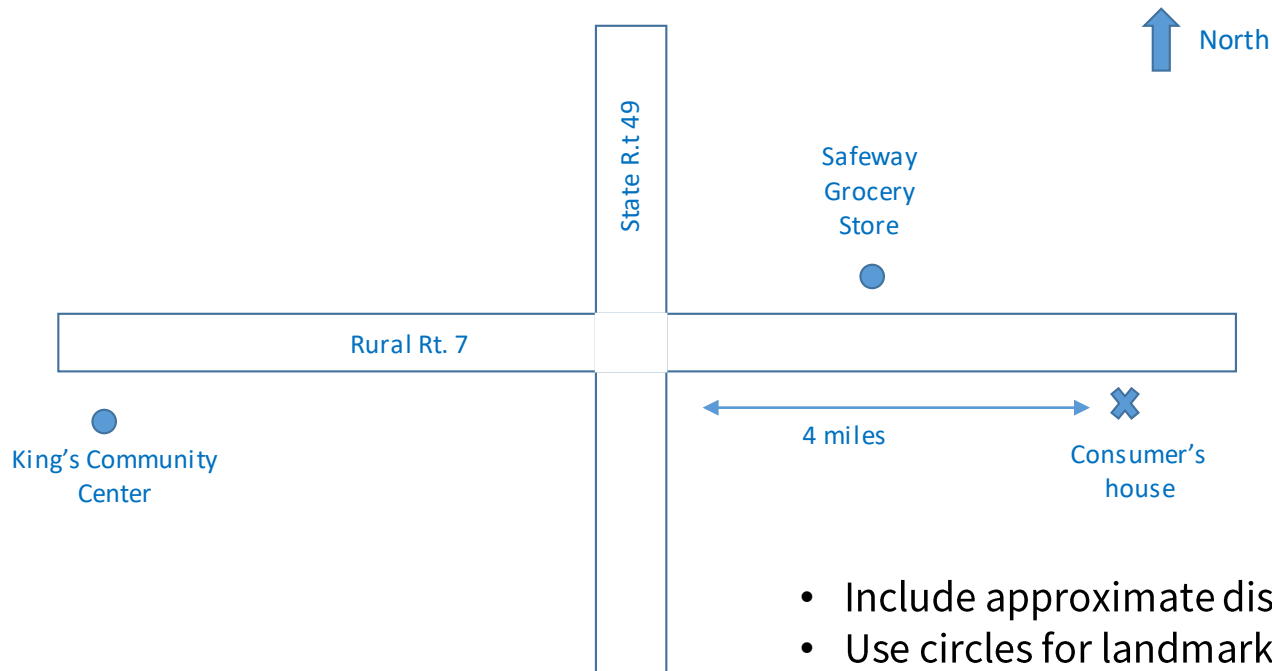 North
State R.t 49
Safeway
Grocery
Store
Rural Rt. 7
4 miles
King's Community
Center
Consumer's
house
• Include approximate dis
• Use circles for landmark